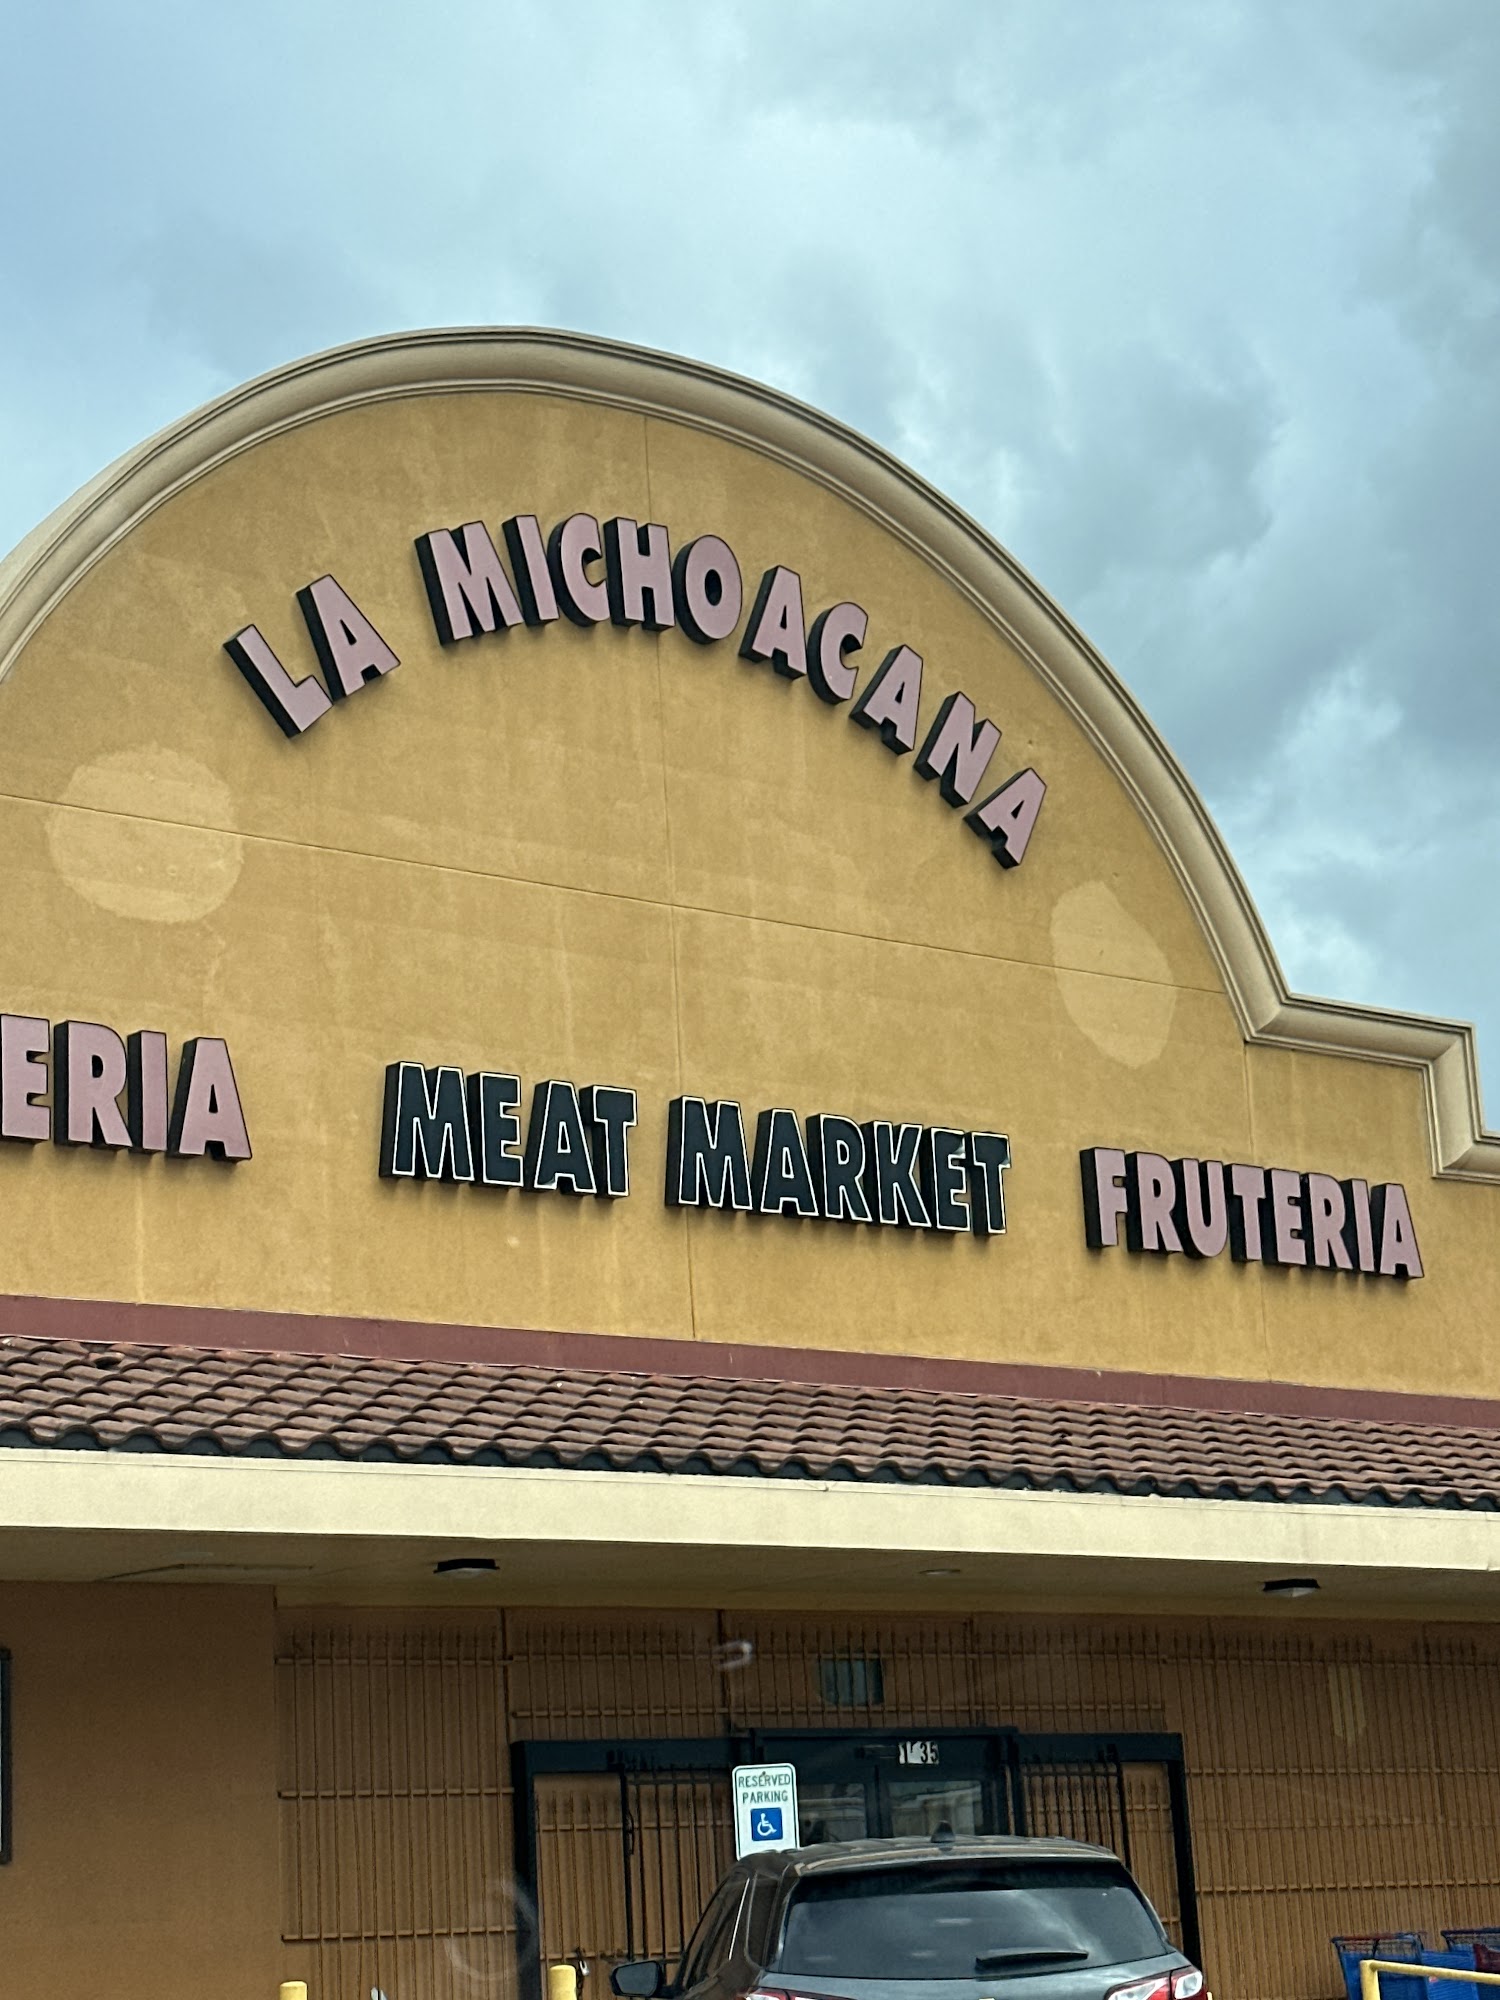 LA MICHOACANA
ERIA MEAT MARKET FRUTERIA
RESERVED
PARKING